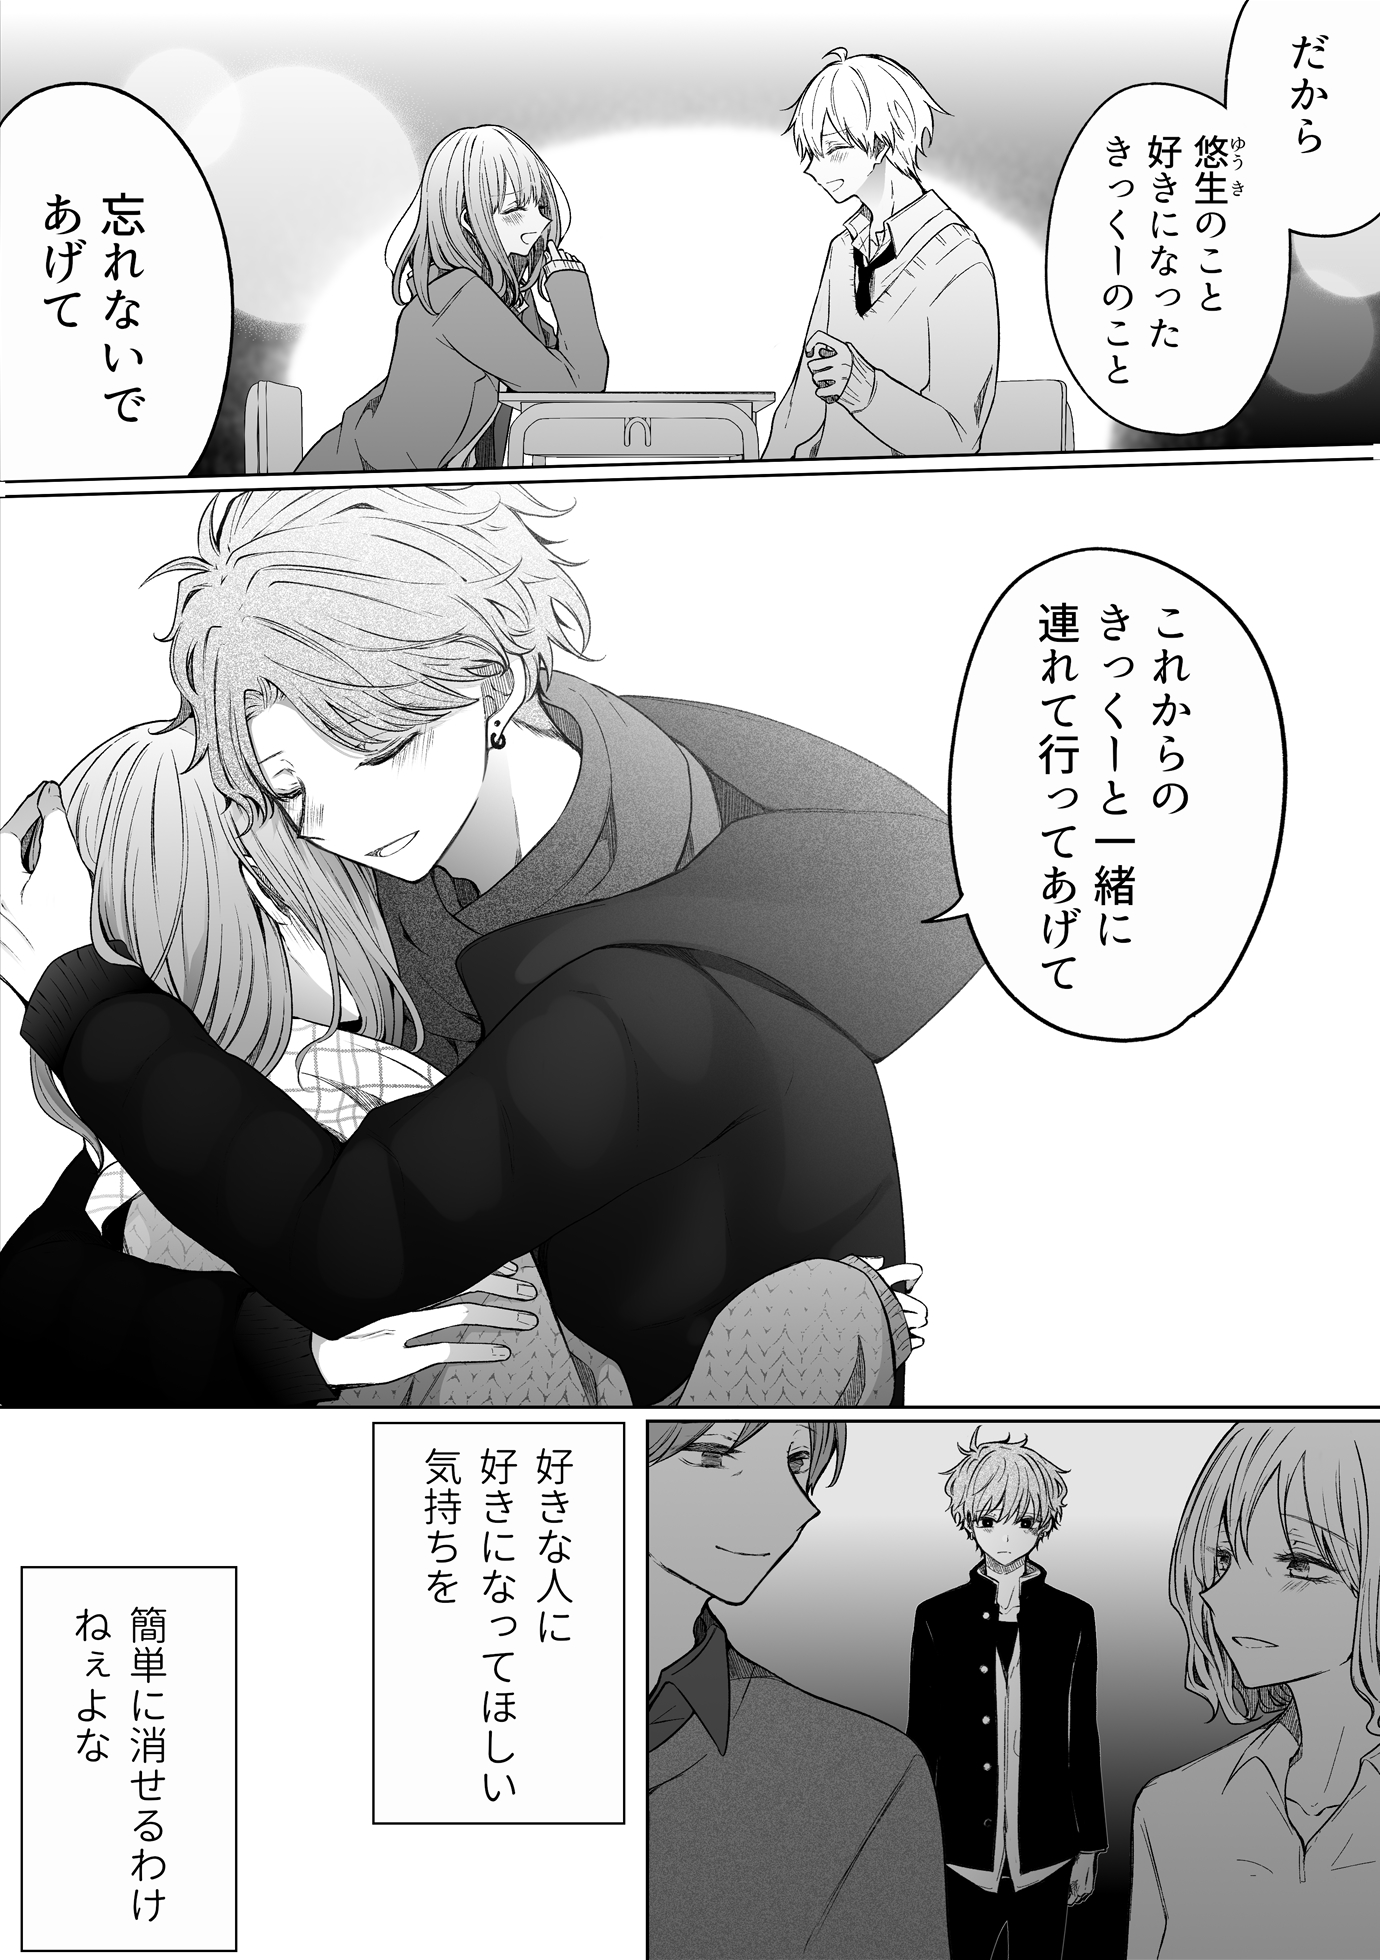 だから
悠生のこと
ゆうき
好きになった
きっくーのこと
忘れないで
あげて
これからの
きっくーと一緒に
連れて行ってあげて
好きな人に
好きになってほしい
気持ちを
簡単に消せるわけ
ねぇよな